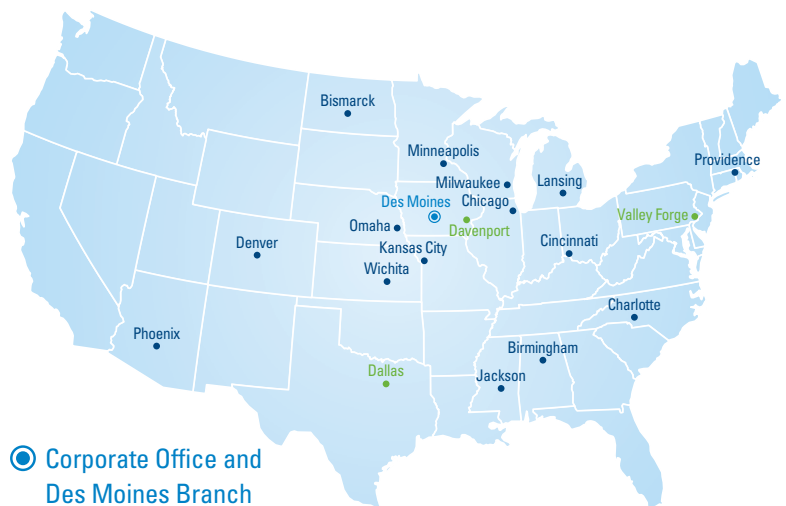 Bismarck
Minneapolis
Providence
Milwaukee
Lansing
Des Moines
Chicago
Valley Forge
Omaha
Davenport
Denver
Kansas City
Cincinnati
Wichita
Charlotte
Phoenix
Birmingham
Dallas
Jackson
Corporate Office and
Des Moines Branch